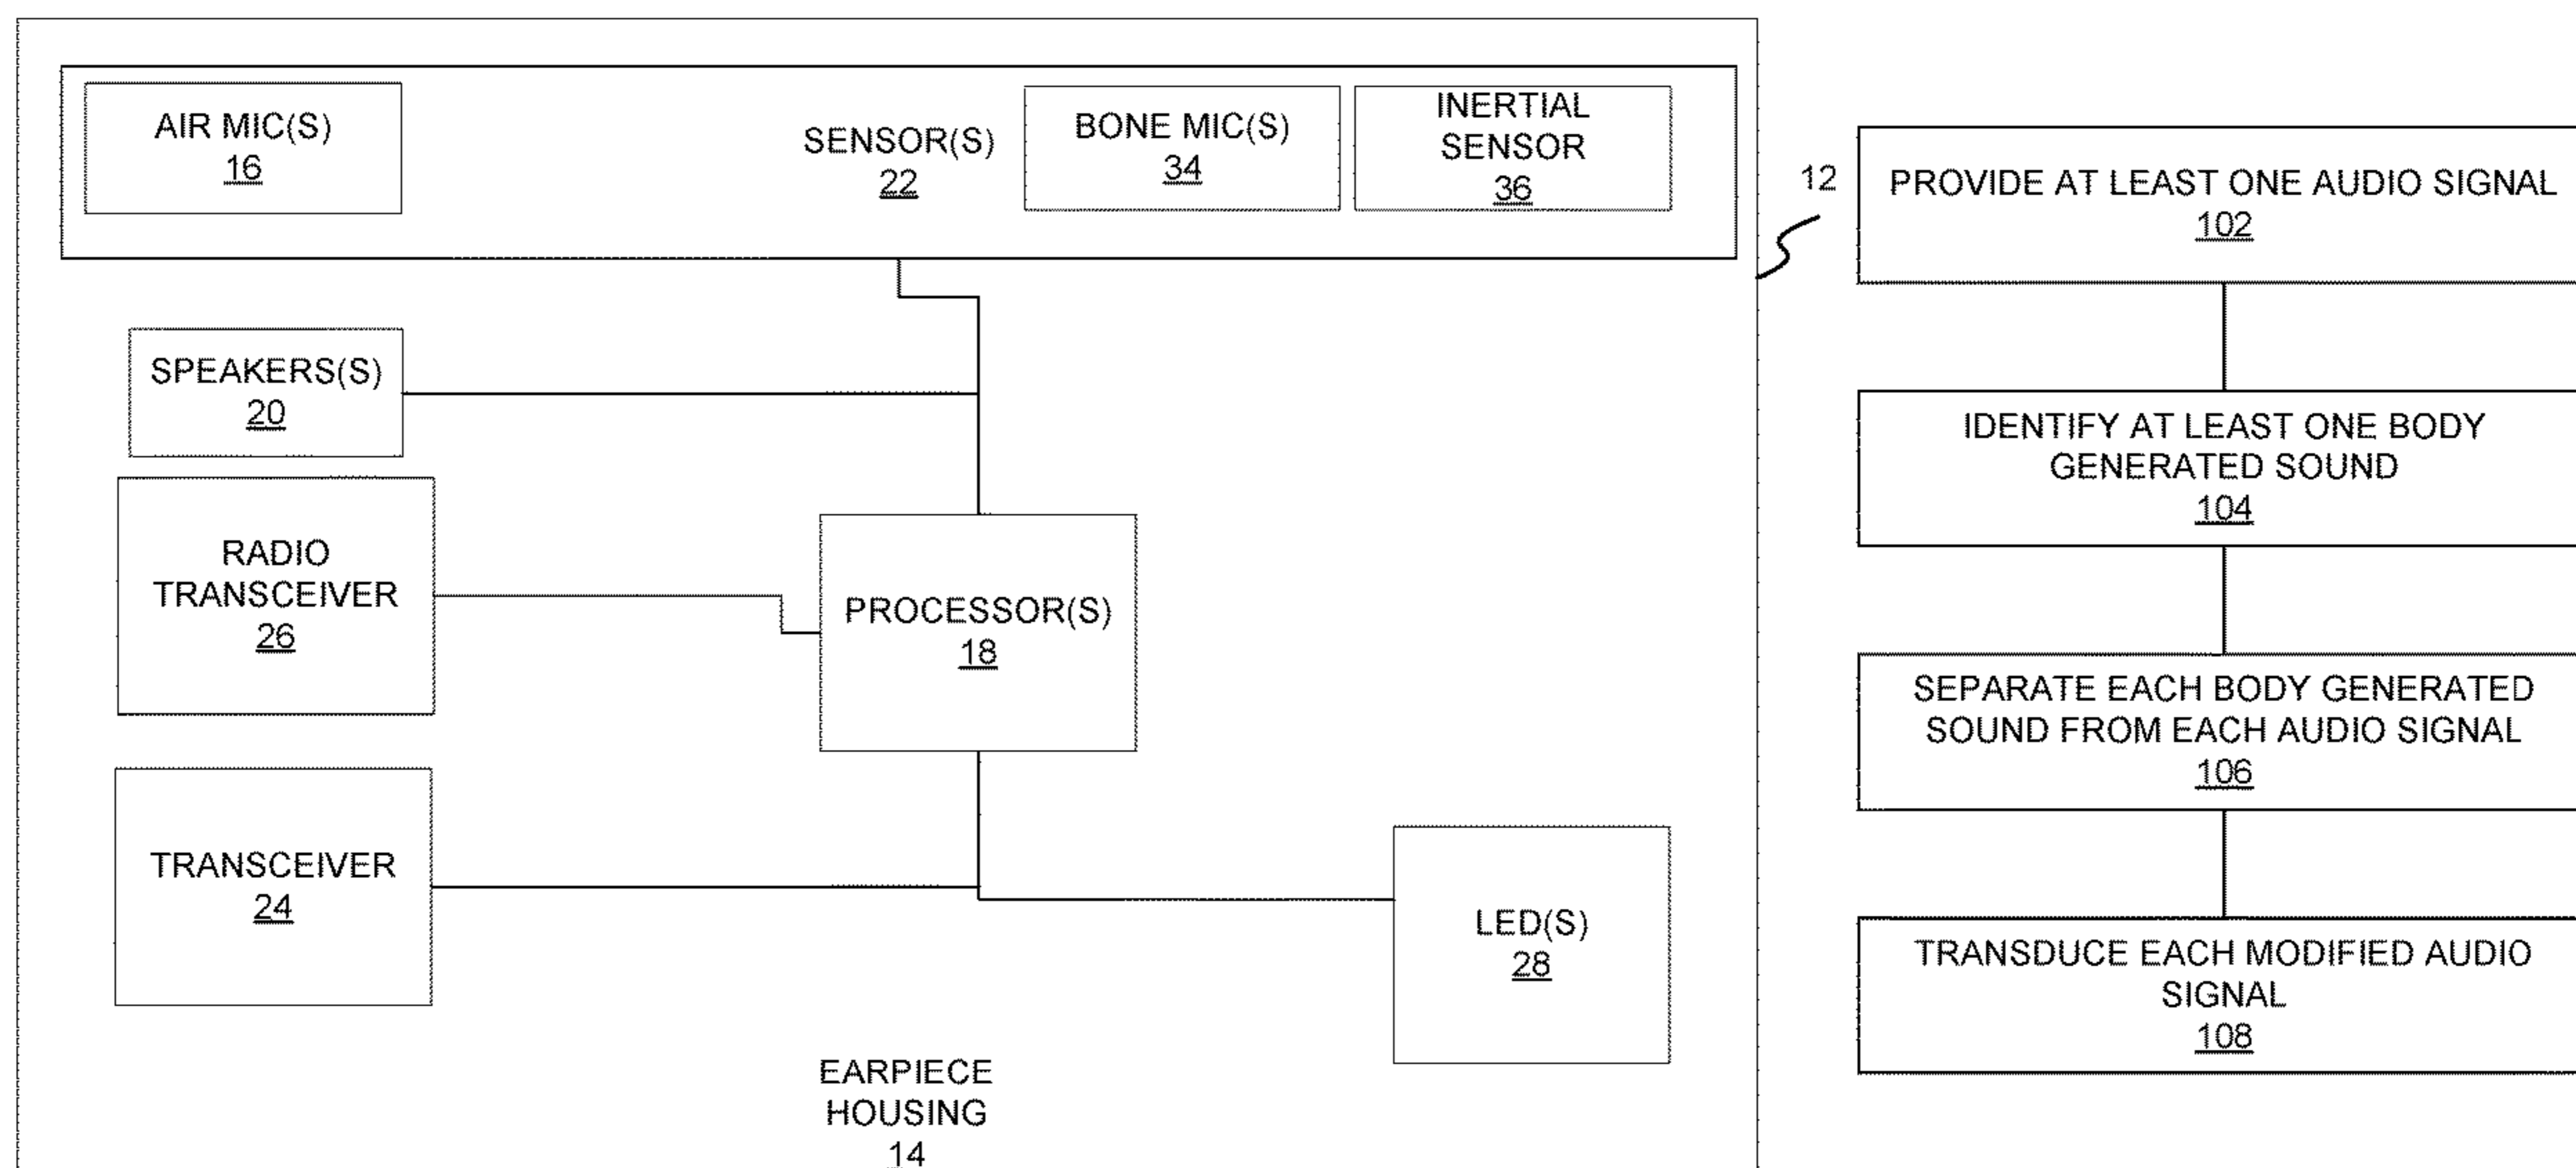 AIR MIC(S)
16
SENSOR(S)
22
BONE MIC(S)
34
INERTIAL
SENSOR
36
12
SPEAKERS(S)
20
RADIO
TRANSCEIVER
26
PROCESSOR(S)
18
TRANSCEIVER
24
LED(S)
28
EARPIECE
HOUSING
14
PROVIDE AT LEAST ONE AUDIO SIGNAL
102
IDENTIFY AT LEAST ONE BODY
GENERATED SOUND
104
SEPARATE EACH BODY GENERATED
SOUND FROM EACH AUDIO SIGNAL
106
TRANSDUCE EACH MODIFIED AUDIO
SIGNAL
108